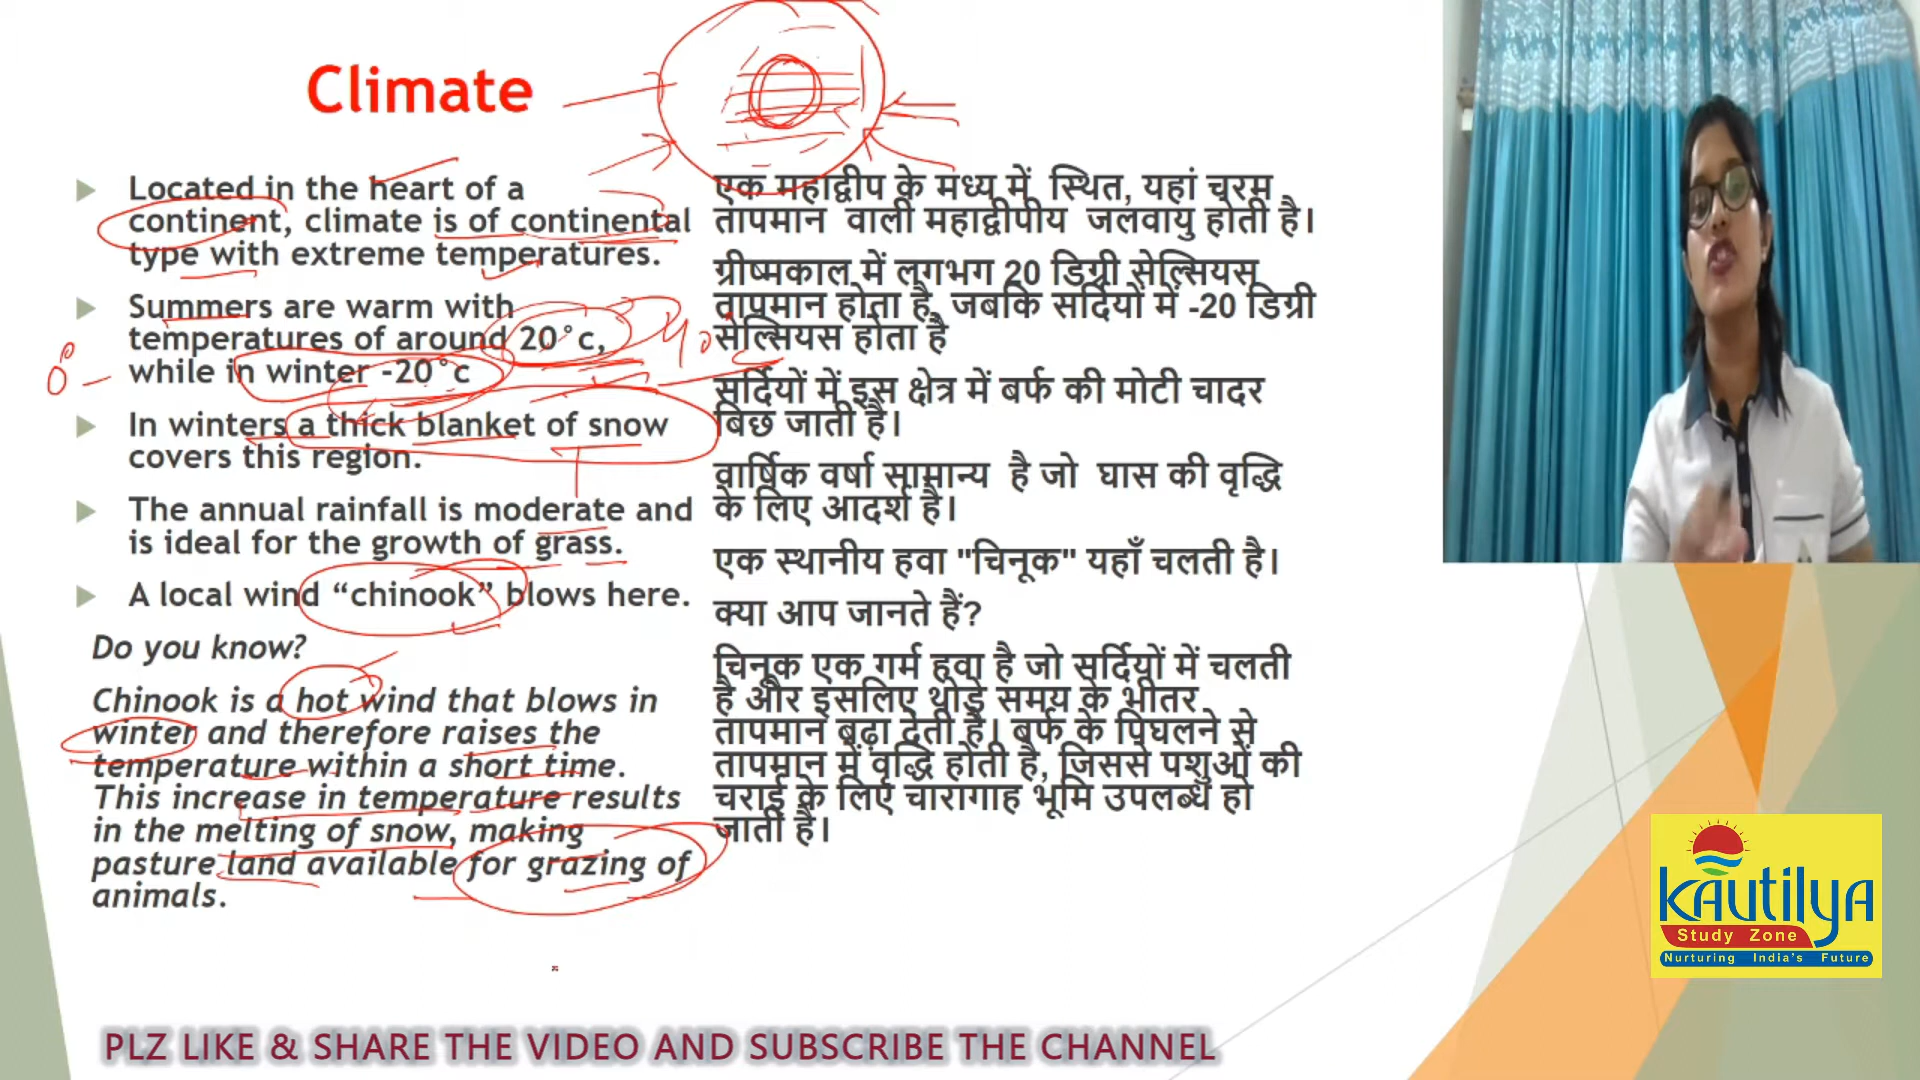 Climate
Located in the heart of a
continent, climate is of continental
type with extreme temperatures.
Summers are warm with
temperatures of around 20°c,
while in winter -20°c
In winters a thick blanket of snow
covers this region.
The annual rainfall is moderate and
is ideal for the growth of grass.
A local wind “chinook” blows here.
Do you know?
Chinook is a hot wind that blows in
winter and therefore raises the
temperature within a short time.
This increase in temperature results
in the melting of snow, making
pasture land available for grazing of
animals.
एक महाद्वीप के मध्य में स्थित, यहां चरम
तापमान वाली महाद्वीपीय जलवायु होती है।
ग्रीष्मकाल में लगभग 20 डिग्री सेल्सियस
तापमान होता है, जबकि सर्दियों में -20 डिग्री
सेल्सियस होता है
सर्दियों में इस क्षेत्र में बर्फ की मोटी चादर
बिछ जाती है।
वार्षिक वर्षा सामान्य है जो घास की वृद्धि
के लिए आदर्श है।
एक स्थानीय हवा "चिनूक" यहाँ चलती है।
क्या आप जानते हैं?
चिनूक एक गर्म हवा है जो सर्दियों में चलती
है और इसलिए थोड़े समय के भीतर
तापमान बढ़ा देती है। बर्फ के पिघलने से
तापमान में वृद्धि होती है, जिससे पशुओं की
चराई के लिए चारागाह भूमि उपलब्ध हो
जाती है।
Kautilya
Study Zone
Nurturing India's Future
PLZ LIKE & SHARE THE VIDEO AND SUBSCRIBE THE CHANNEL